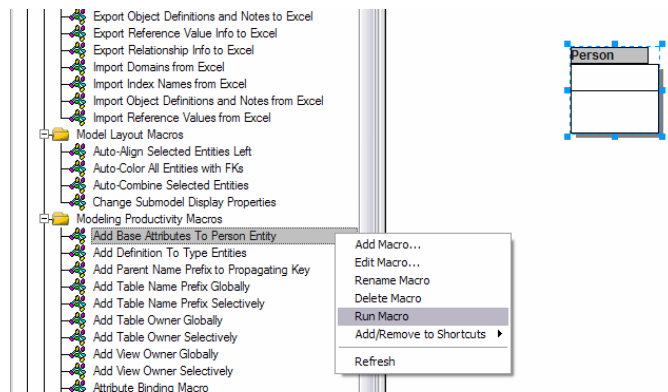 Export Object Definitions and Notes to Excel
Export Reference Value Info to Excel
Export Relationship Info to Excel
Import Domains from Excel
Import Index Names from Excel
Import Object Definitions and Notes from Excel
Import Reference Values from Excel
Model Layout Macros
Auto-Align Selected Entities Left
Auto-Color All Entities with FKs
Auto-Combine Selected Entities
Change Submodel Display Properties
Modeling Productivity Macros
Add Base Attributes To Person Entity
Add Definition To Type Entities
Add Parent Name Prefix to Propagating Key
Add Table Name Prefix Globally
Add Table Name Prefix Selectively
Add Table Owner Globally
Add Table Owner Selectively
Add View Owner Globally
Add View Owner Selectively
Attribute Binding Macro
Add Macro...
Edit Macro...
Rename Macro
Delete Macro
Run Macro
Add/Remove to Shortcuts
Refresh
Person